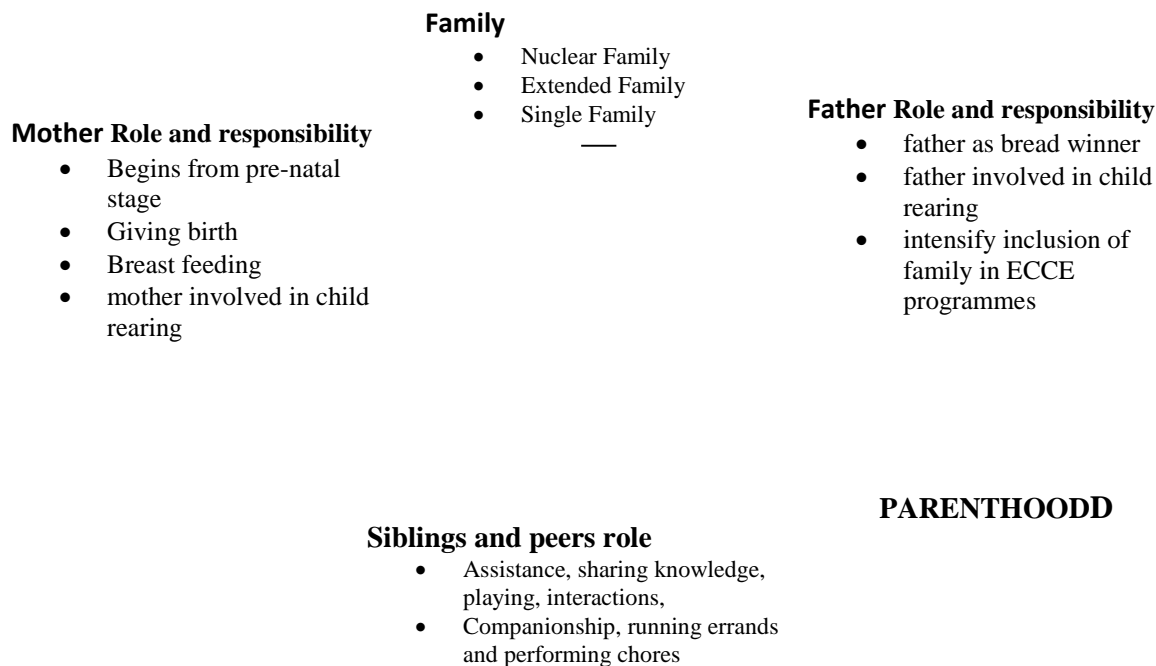 Family
• Nuclear Family
• Extended Family
• Single Family
Mother Role and responsibility
• Begins from pre-natal
stage
• Giving birth
• Breast feeding
• mother involved in child
rearing
Father Role and responsibility
• father as bread winner
• father involved in child
rearing
• intensify inclusion of
family in ECCE
programmes
PARENTHOODD
Siblings and peers role
• Assistance, sharing knowledge,
playing, interactions,
• Companionship, running errands
and performing chores